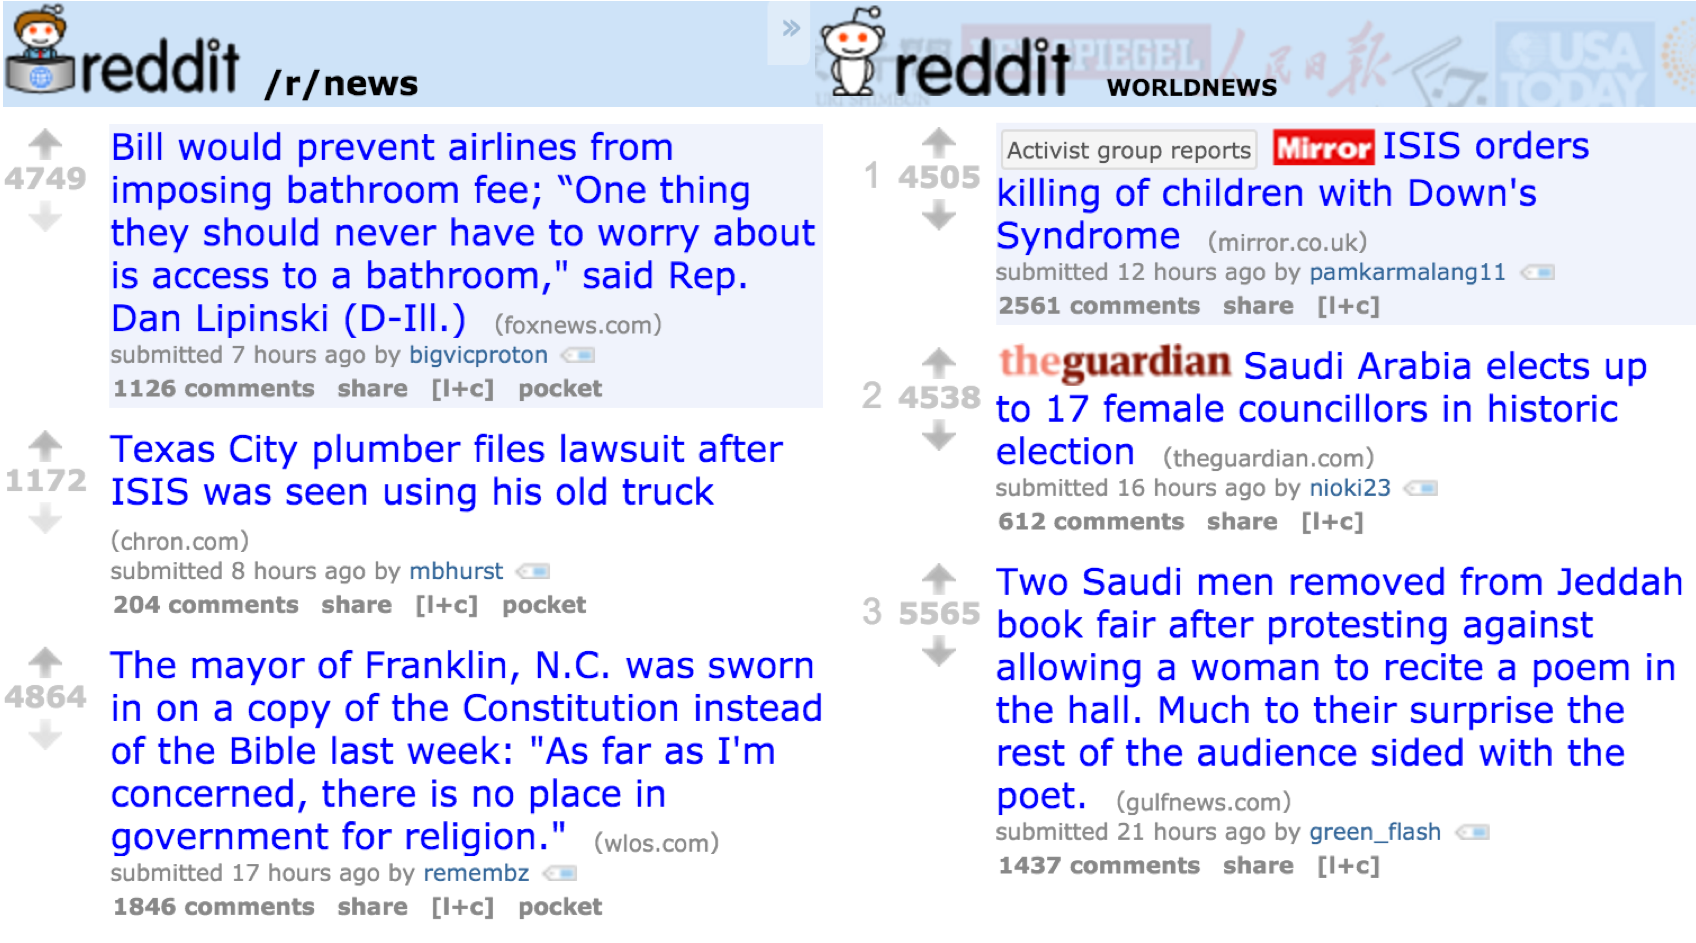 reddit /r/news
4749
Bill would prevent airlines from
imposing bathroom fee; “One thing
they should never have to worry about
is access to a bathroom," said Rep.
Dan Lipinski (D-Ill.) (foxnews.com)
submitted 7 hours ago by bigvicproton
1126 comments share [l+c] pocket
1172
Texas City plumber files lawsuit after
ISIS was seen using his old truck
(chron.com)
submitted 8 hours ago by mbhurst
204 comments share [l+c] pocket
4864
The mayor of Franklin, N.C. was sworn
in on a copy of the Constitution instead
of the Bible last week: "As far as I'm
concerned, there is no place in
government for religion." (wlos.com)
submitted 17 hours ago by remembz
1846 comments share [l+c] pocket
»
reddit WORLDNEWS
SPIEGEL
人民日报
USA
TODAY
1 4505
Activist group reports Mirror ISIS orders
killing of children with Down's
Syndrome (mirror.co.uk)
submitted 12 hours ago by pamkarmalang11
2561 comments share [l+c]
2 4538
theguardian Saudi Arabia elects up
to 17 female councillors in historic
election (theguardian.com)
submitted 16 hours ago by nioki23
612 comments share [l+c]
3 5565
Two Saudi men removed from Jeddah
book fair after protesting against
allowing a woman to recite a poem in
the hall. Much to their surprise the
rest of the audience sided with the
poet. (gulfnews.com)
submitted 21 hours ago by green_flash
1437 comments share [l+c]